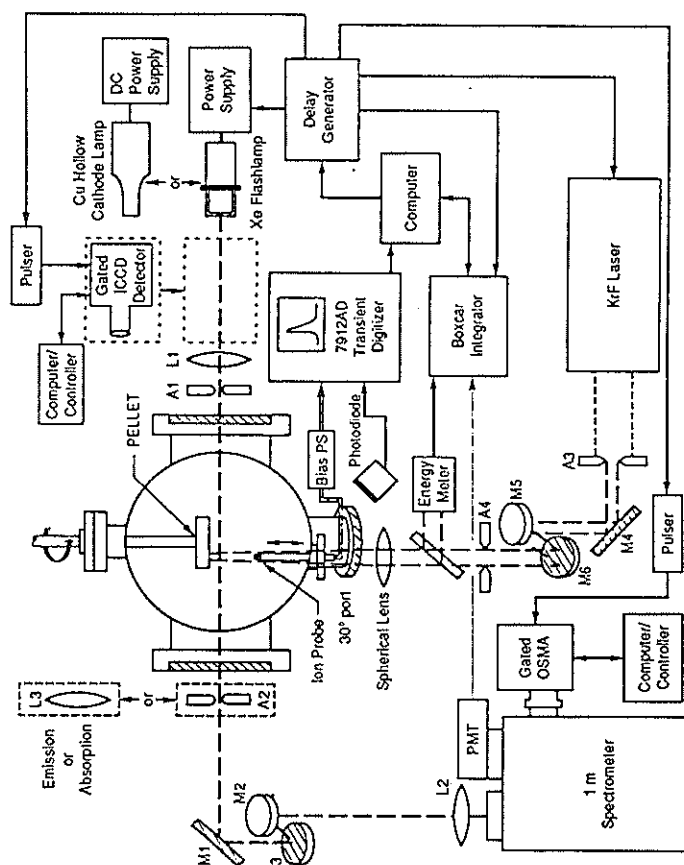 DC
Power
Supply
Cu Hollow
Cathode Lamp
or
Power
Supply
Xe Flashlamp
Pulser
Gated
ICCD
Detector
Computer/
Controller
Delay
Generator
L1
A1
PELLET
Computer
7912AD
Transient
Digitizer
Bias PS
Photodiode
Boxcar
Integrator
KrF Laser
L3
or
A2
Emission
or
Absorption
Ion Probe
30° port
Spherical Lens
Energy
Meter
A4
A3
M5
M4
M6
Pulser
M1
M2
3
L2
PMT
Gated
OSMA
Computer/
Controller
1 m
Spectrometer